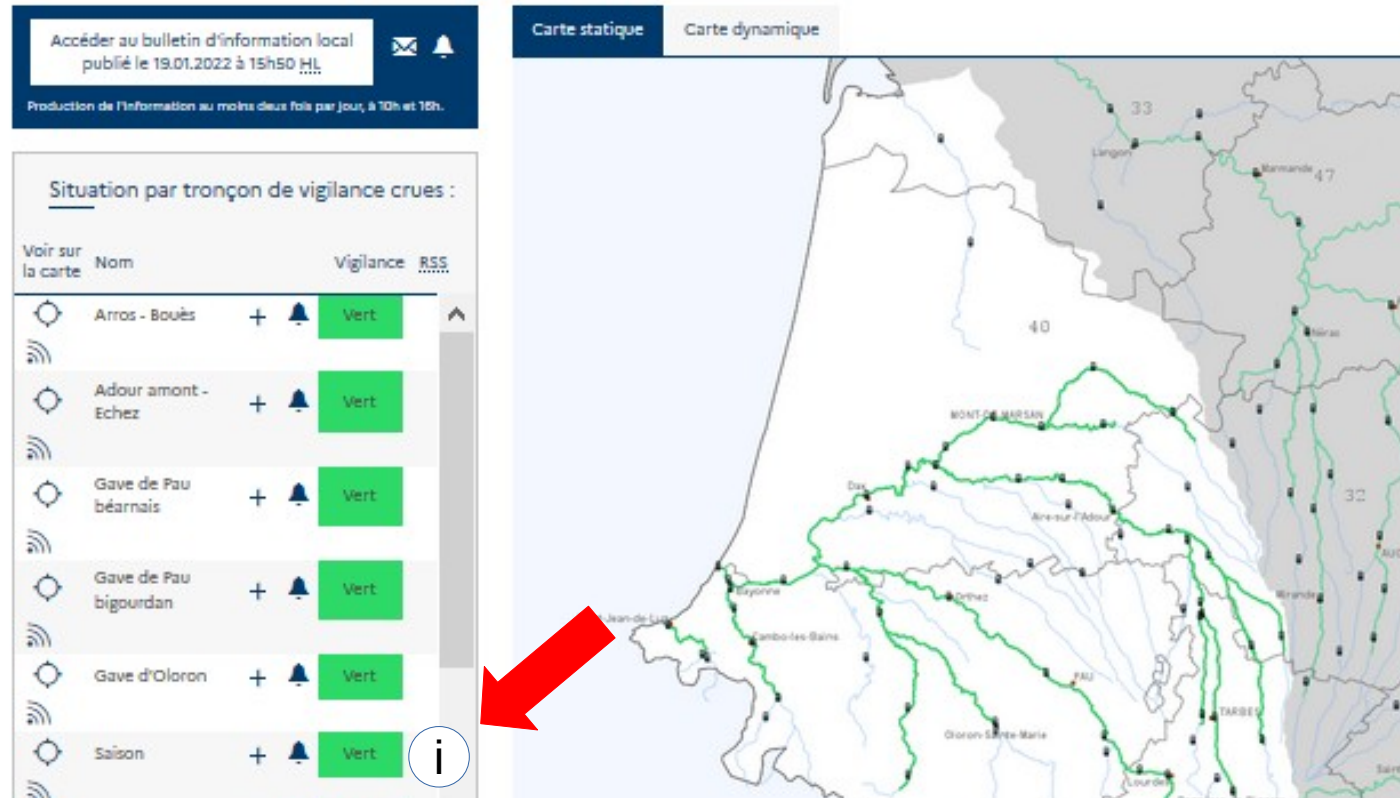 Accéder au bulletin d'information local
publié le 19.01.2022 à 15h50 HL
Production de l'information au moins deux fois par jour, à 10h et 16h.
Situation par tronçon de vigilance crues :
Voir sur
la carte
Nom
Vigilance
RSS
Arros - Bouès
+
Vert
Adour amont -
Echez
+
Vert
Gave de Pau
béarnais
+
Vert
Gave de Pau
bigourdan
+
Vert
Gave d'Oloron
+
Vert
Saison
+
Vert
i
Carte statique
Carte dynamique
33
Langon
Marmande
47
40
Nérac
MONT-DE-MARSAN
Dax
Aire-sur-l'Adour
32
AUC
Bayonne
Orthez
Mirande
-Jean-de-Luz
Cambo-les-Bains
PAU
TARBES
Oloron-Sainte-Marie
Lourdes
Saint